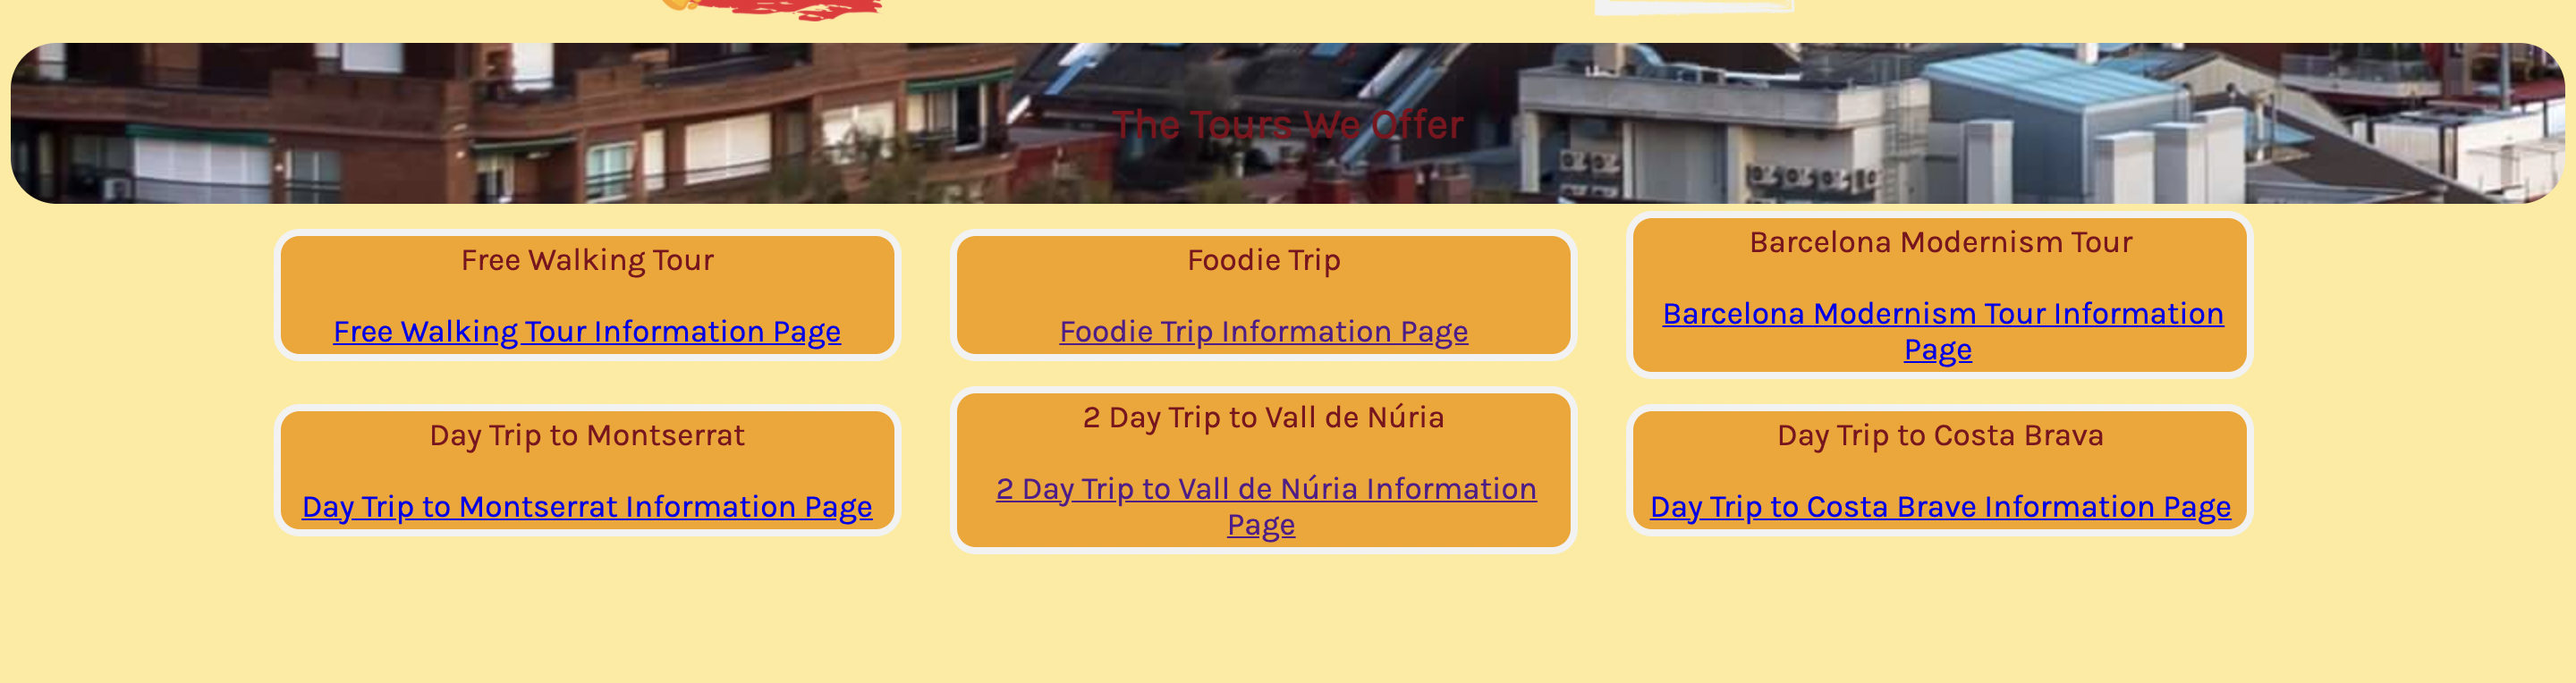 The Tours We Offer
Free Walking Tour
Free Walking Tour Information Page
Foodie Trip
Foodie Trip Information Page
Barcelona Modernism Tour
Barcelona Modernism Tour Information
Page
Day Trip to Montserrat
Day Trip to Montserrat Information Page
2 Day Trip to Vall de Núria
2 Day Trip to Vall de Núria Information
Page
Day Trip to Costa Brava
Day Trip to Costa Brave Information Page